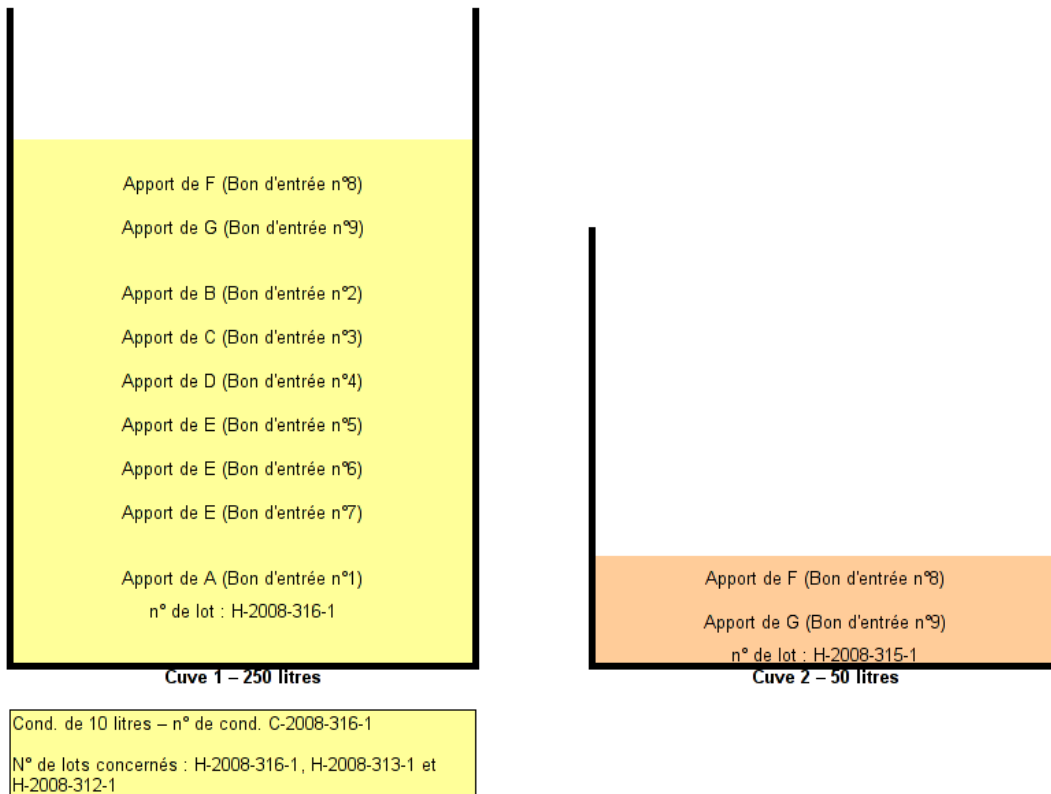 Apport de F (Bon d'entrée n°8)
Apport de G (Bon d'entrée n°9)
Apport de B (Bon d'entrée n°2)
Apport de C (Bon d'entrée n°3)
Apport de D (Bon d'entrée n°4)
Apport de E (Bon d'entrée n°5)
Apport de E (Bon d'entrée n°6)
Apport de E (Bon d'entrée n°7)
Apport de A (Bon d'entrée n°1)
n° de lot : H-2008-316-1
Cuve 1 – 250 litres
Apport de F (Bon d'entrée n°8)
Apport de G (Bon d'entrée n°9)
n° de lot : H-2008-315-1
Cuve 2 – 50 litres
Cond. de 10 litres – n° de cond. C-2008-316-1
N° de lots concernés : H-2008-316-1, H-2008-313-1 et
H-2008-312-1